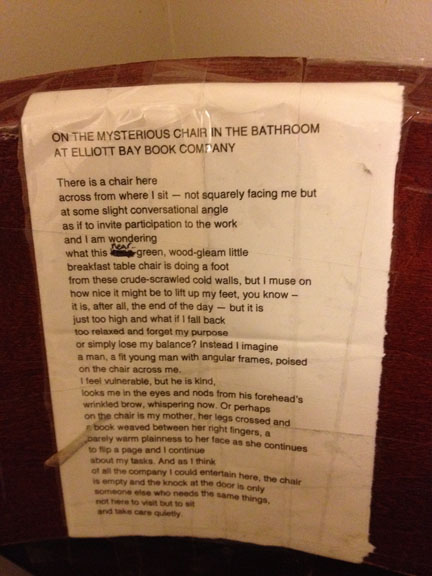 ON THE MYSTERIOUS CHAIR IN THE BATHROOM
AT ELLIOTT BAY BOOK COMPANY
There is a chair here
across from where I sit — not squarely facing me but
at some slight conversational angle
as if to invite participation to the work
and I am wondering
what this near-green, wood-gleam little
breakfast table chair is doing a foot
from these crude-scrawled cold walls, but I muse on
how nice it might be to lift up my feet, you know —
it is, after all, the end of the day — but it is
just too high and what if I fall back
too relaxed and forget my purpose
or simply lose my balance? Instead I imagine
a man, a fit young man with angular frames, poised
on the chair across me.
I feel vulnerable, but he is kind,
looks me in the eyes and nods from his forehead's
wrinkled brow, whispering now. Or perhaps
on the chair is my mother, her legs crossed and
a book weaved between her right fingers, a
barely warm plainness to her face as she continues
to flip a page and I continue
about my tasks. And as I think
of all the company I could entertain here, the chair
is empty and the knock at the door is only
someone else who needs the same things,
not here to visit but to sit
and take care quietly.